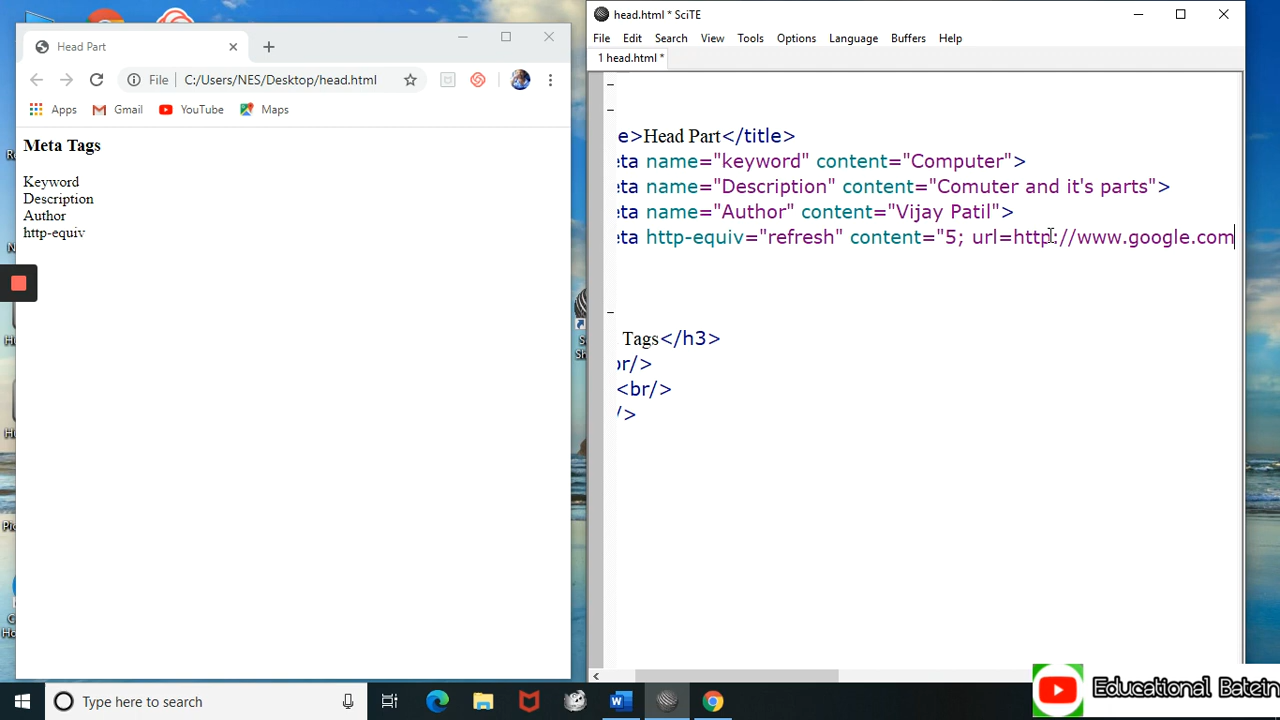 Head Part
File C:/Users/NES/Desktop/head.html
Apps Gmail YouTube Maps
Meta Tags
Keyword
Description
Author
http-equiv
head.html * SciTE
File Edit Search View Tools Options Language Buffers Help
1 head.html *
e>Head Part</title>
eta name="keyword" content="Computer">
eta name="Description" content="Comuter and it's parts">
eta name="Author" content="Vijay Patil">
eta http-equiv="refresh" content="5; url=http://www.google.com
Tags</h3>
br/>
<br/>
/>
Type here to search
Educational Batein